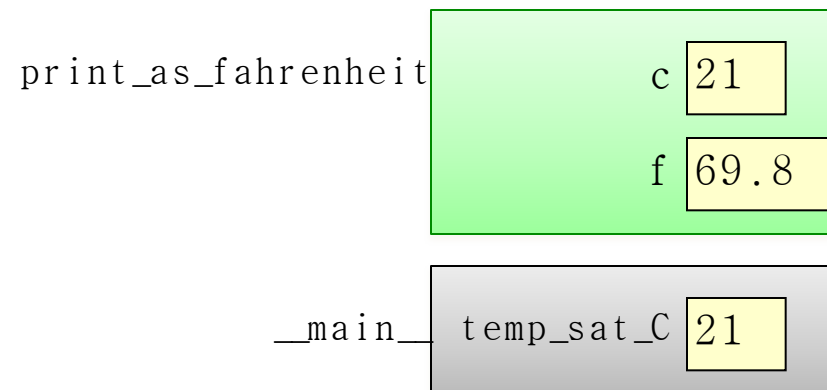 print_as_fahrenheit c 21
f 69.8
__main__ temp_sat_C 21